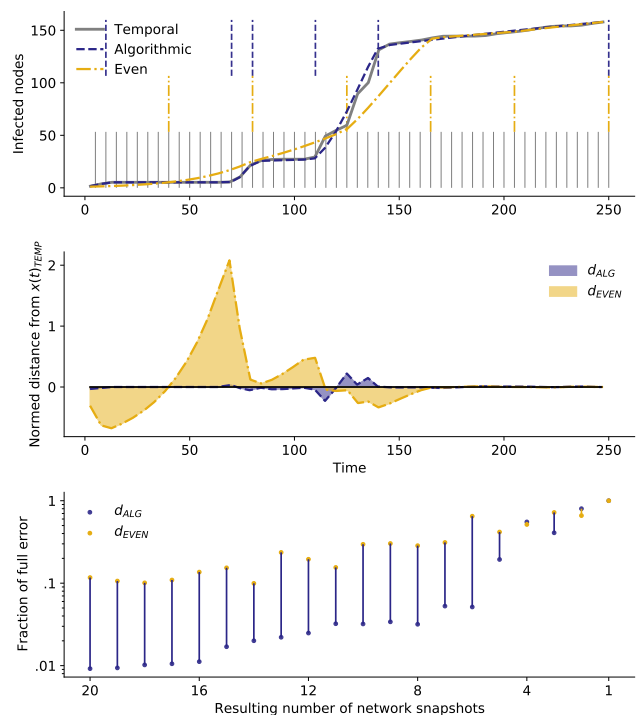 150
100
50
0
Infected nodes
Temporal
Algorithmic
Even
0 50 100 150 200 250
2
1
0
Normed distance from x(t)TEMP
dALG
dEVEN
0 50 100 150 200 250
Time
1
.1
.01
Fraction of full error
dALG
dEVEN
20 16 12 8 4 1
Resulting number of network snapshots